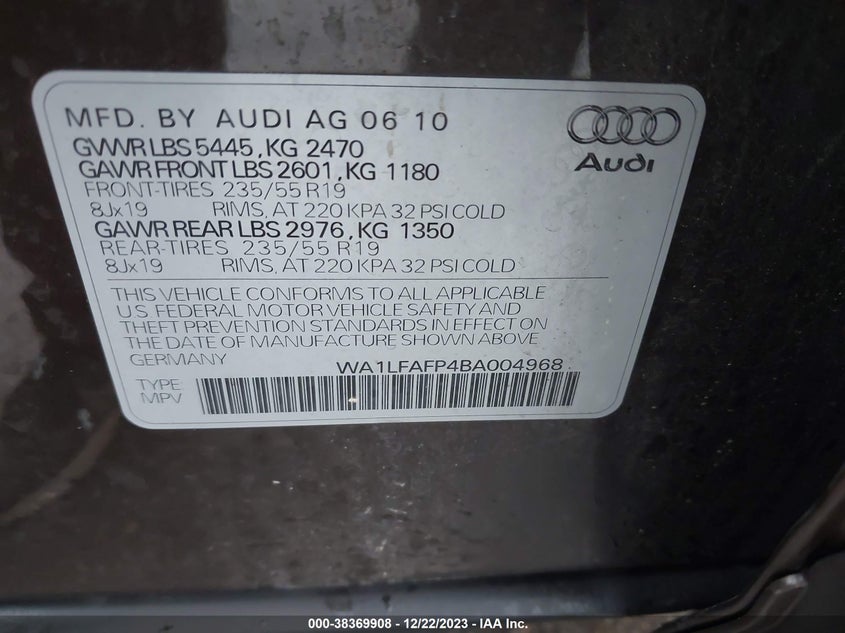 MFD. BY AUDI AG 06 10
GVWR LBS 5445, KG 2470
GAWR FRONT LBS 2601, KG 1180
FRONT-TIRES 235/55 R19
8Jx19 RIMS, AT 220 KPA 32 PSI COLD
GAWR REAR LBS 2976, KG 1350
REAR-TIRES 235/55 R19
8Jx19 RIMS, AT 220 KPA 32 PSI COLD
Audi
THIS VEHICLE CONFORMS TO ALL APPLICABLE
U.S. FEDERAL MOTOR VEHICLE SAFETY AND
THEFT PREVENTION STANDARDS IN EFFECT ON
THE DATE OF MANUFACTURE SHOWN ABOVE.
GERMANY WA1LFAFP4BA004968
TYPE
MPV
000-38369908 - 12/22/2023 - IAA Inc.